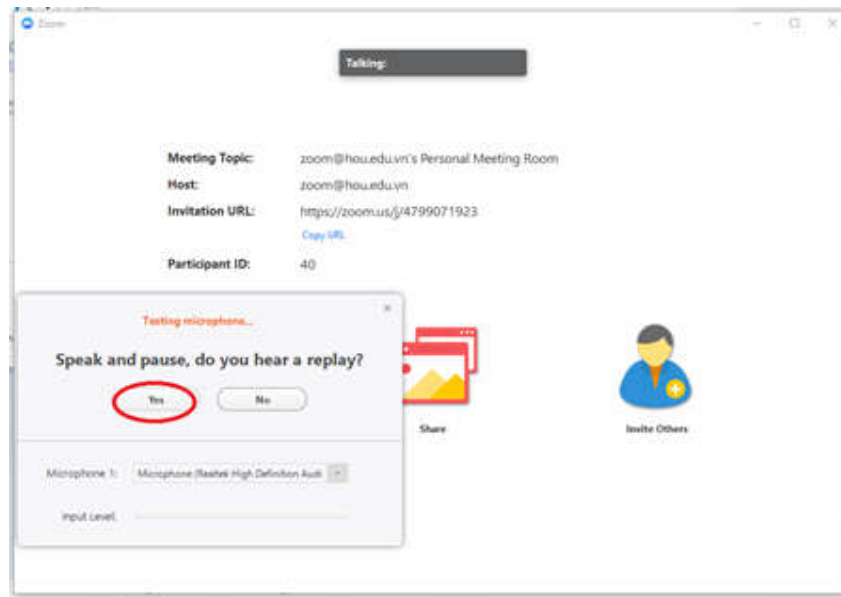 Zoom
Talking:
Meeting Topic: zoom@hou.edu.vn's Personal Meeting Room
Host: zoom@hou.edu.vn
Invitation URL: https://zoom.us/j/4799071923
Copy URL
Participant ID: 40
Testing microphone...
Speak and pause, do you hear a replay?
Yes No
Share
Invite Others
Microphone 1: Microphone (Realtek High Definition Audi
Input Level: